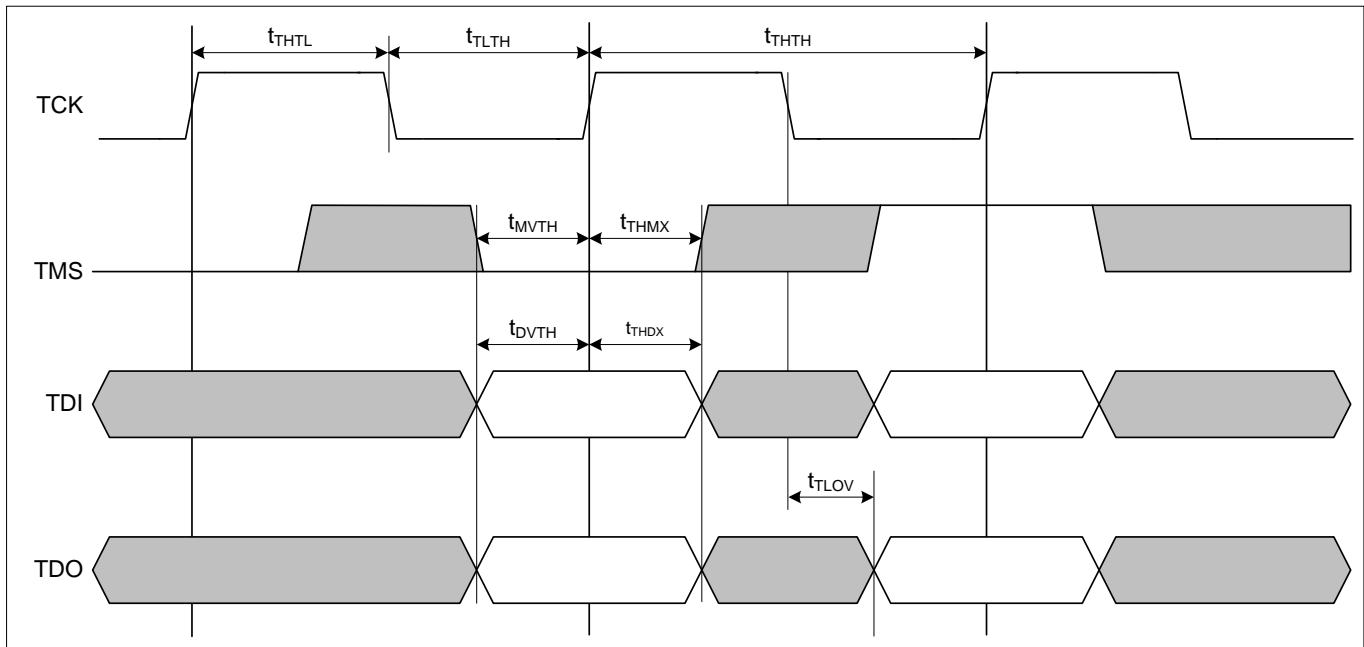 tTHTL tTLTH tTHTH
TCK
tMVTH tTHMX
TMS
tDVTH tTHDX
TDI
tTLOV
TDO